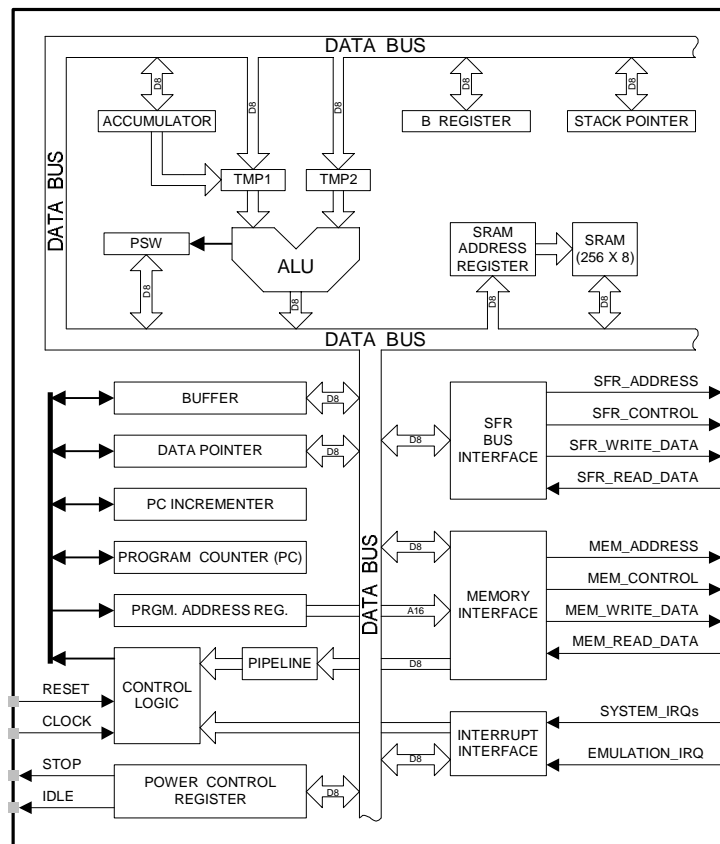 DATA BUS
D8
D8
D8
D8
D8
ACCUMULATOR
B REGISTER
STACK POINTER
DATA BUS
TMP1
TMP2
PSW
ALU
SRAM
ADDRESS
REGISTER
SRAM
(256 X 8)
D8
D8
D8
D8
DATA BUS
BUFFER
D8
DATA POINTER
D8
PC INCREMENTER
PROGRAM COUNTER (PC)
PRGM. ADDRESS REG.
A16
DATA BUS
D8
SFR
BUS
INTERFACE
SFR_ADDRESS
SFR_CONTROL
SFR_WRITE_DATA
SFR_READ_DATA
D8
MEMORY
INTERFACE
MEM_ADDRESS
MEM_CONTROL
MEM_WRITE_DATA
MEM_READ_DATA
CONTROL
LOGIC
PIPELINE
D8
RESET
CLOCK
INTERRUPT
INTERFACE
SYSTEM_IRQs
EMULATION_IRQ
D8
STOP
IDLE
POWER CONTROL
REGISTER
D8